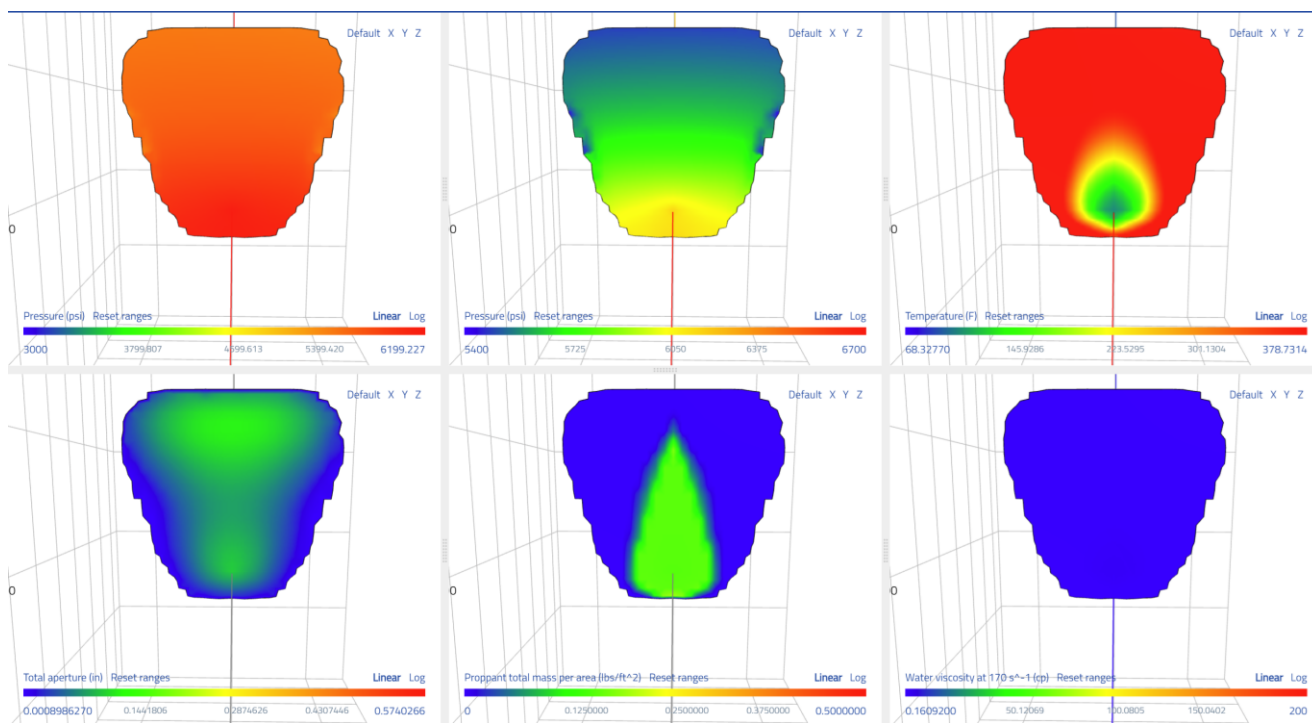 Default X Y Z
0
Pressure (psi) Reset ranges Linear Log
3000 3799.807 4599.613 5399.420 6199.227
Default X Y Z
0
Pressure (psi) Reset ranges Linear Log
5400 5725 6050 6375 6700
Default X Y Z
0
Temperature (F) Reset ranges Linear Log
68.32770 145.9286 223.5295 301.1304 378.7314
Default X Y Z
0
Total aperture (in) Reset ranges Linear Log
0.0008986270 0.1441806 0.2874626 0.4307446 0.5740266
Default X Y Z
0
Proppant total mass per area (lbs/ft^2) Reset ranges Linear Log
0 0.1250000 0.2500000 0.3750000 0.5000000
Default X Y Z
0
Water viscosity at 170 s^-1 (cp) Reset ranges Linear Log
0.1609200 50.12069 100.0805 150.0402 200